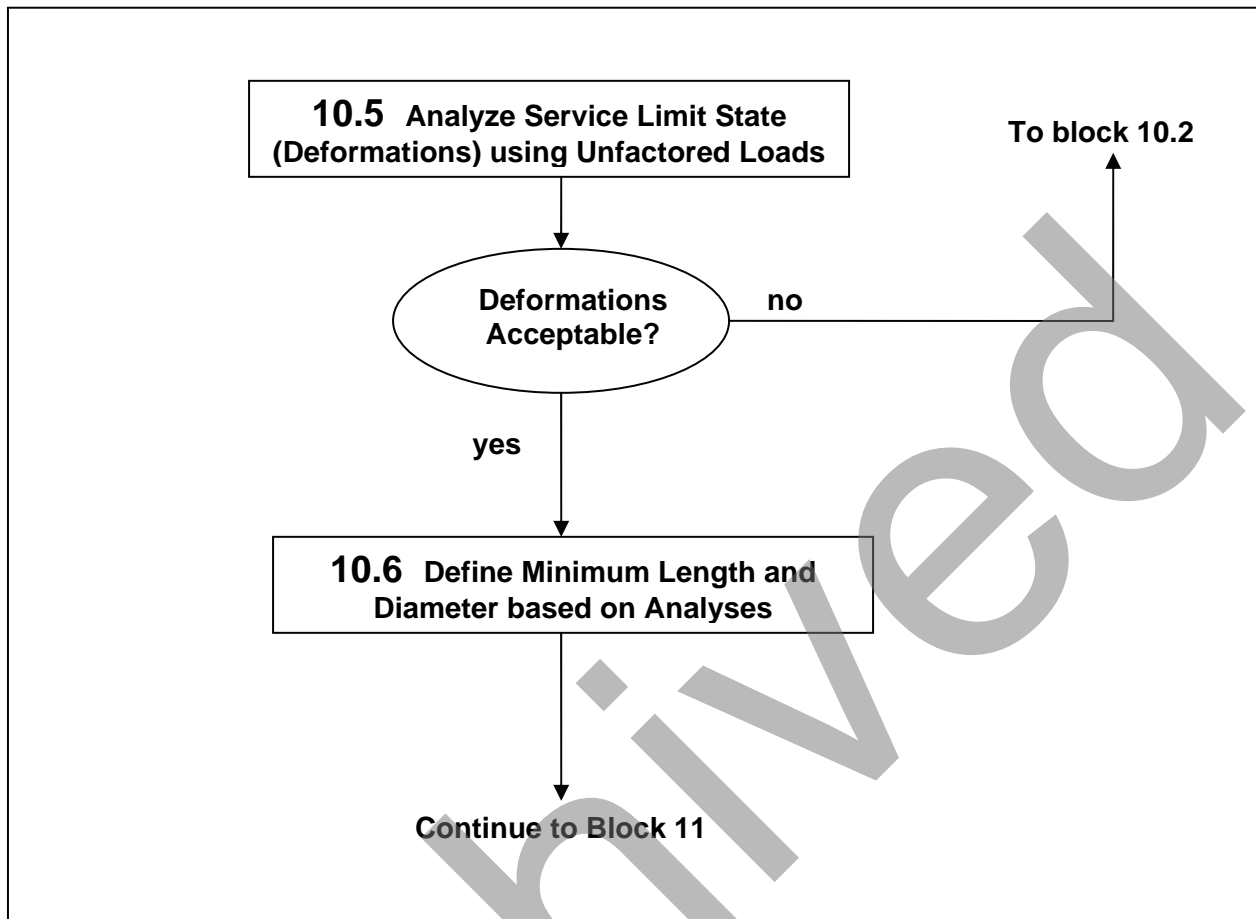 10.5 Analyze Service Limit State
(Deformations) using Unfactored Loads
To block 10.2
Deformations
Acceptable?
no
yes
10.6 Define Minimum Length and
Diameter based on Analyses
Continue to Block 11
hived